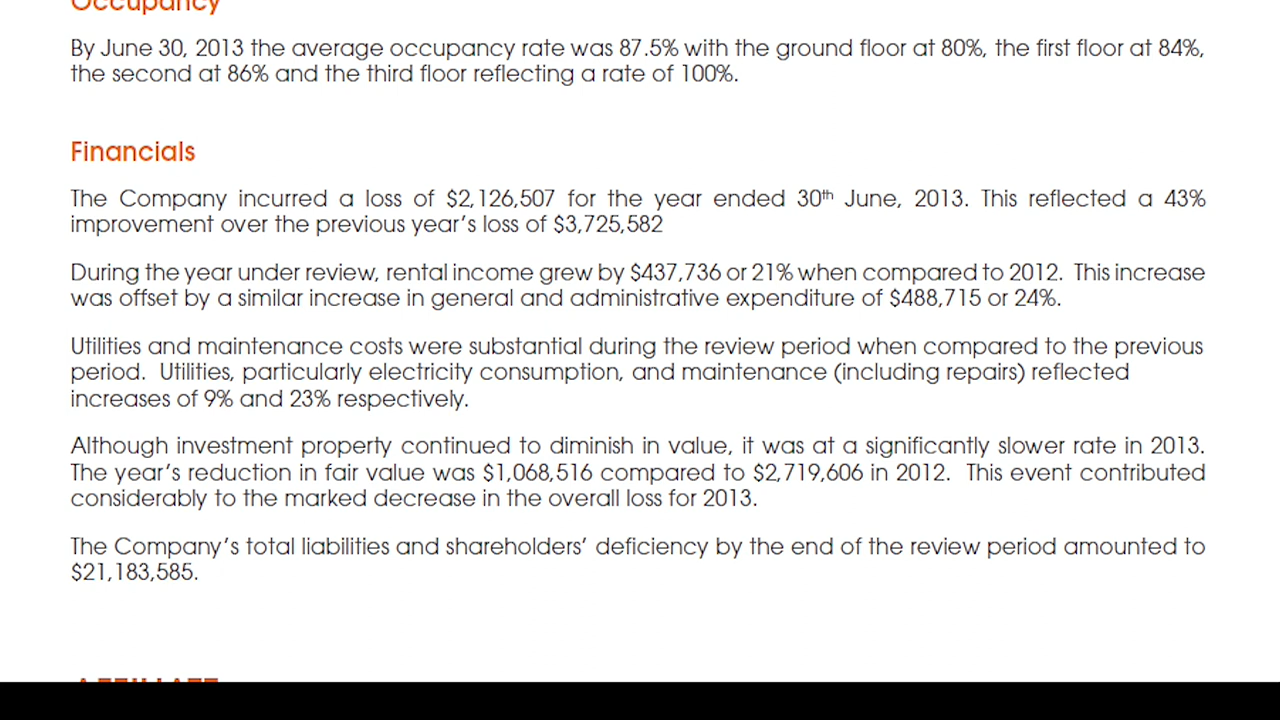 Occupancy
By June 30, 2013 the average occupancy rate was 87.5% with the ground floor at 80%, the first floor at 84%,
the second at 86% and the third floor reflecting a rate of 100%.
Financials
The Company incurred a loss of $2,126,507 for the year ended 30th June, 2013. This reflected a 43%
improvement over the previous year's loss of $3,725,582
During the year under review, rental income grew by $437,736 or 21% when compared to 2012. This increase
was offset by a similar increase in general and administrative expenditure of $488,715 or 24%.
Utilities and maintenance costs were substantial during the review period when compared to the previous
period. Utilities, particularly electricity consumption, and maintenance (including repairs) reflected
increases of 9% and 23% respectively.
Although investment property continued to diminish in value, it was at a significantly slower rate in 2013.
The year's reduction in fair value was $1,068,516 compared to $2,719,606 in 2012. This event contributed
considerably to the marked decrease in the overall loss for 2013.
The Company's total liabilities and shareholders' deficiency by the end of the review period amounted to
$21,183,585.
AFFILIATE